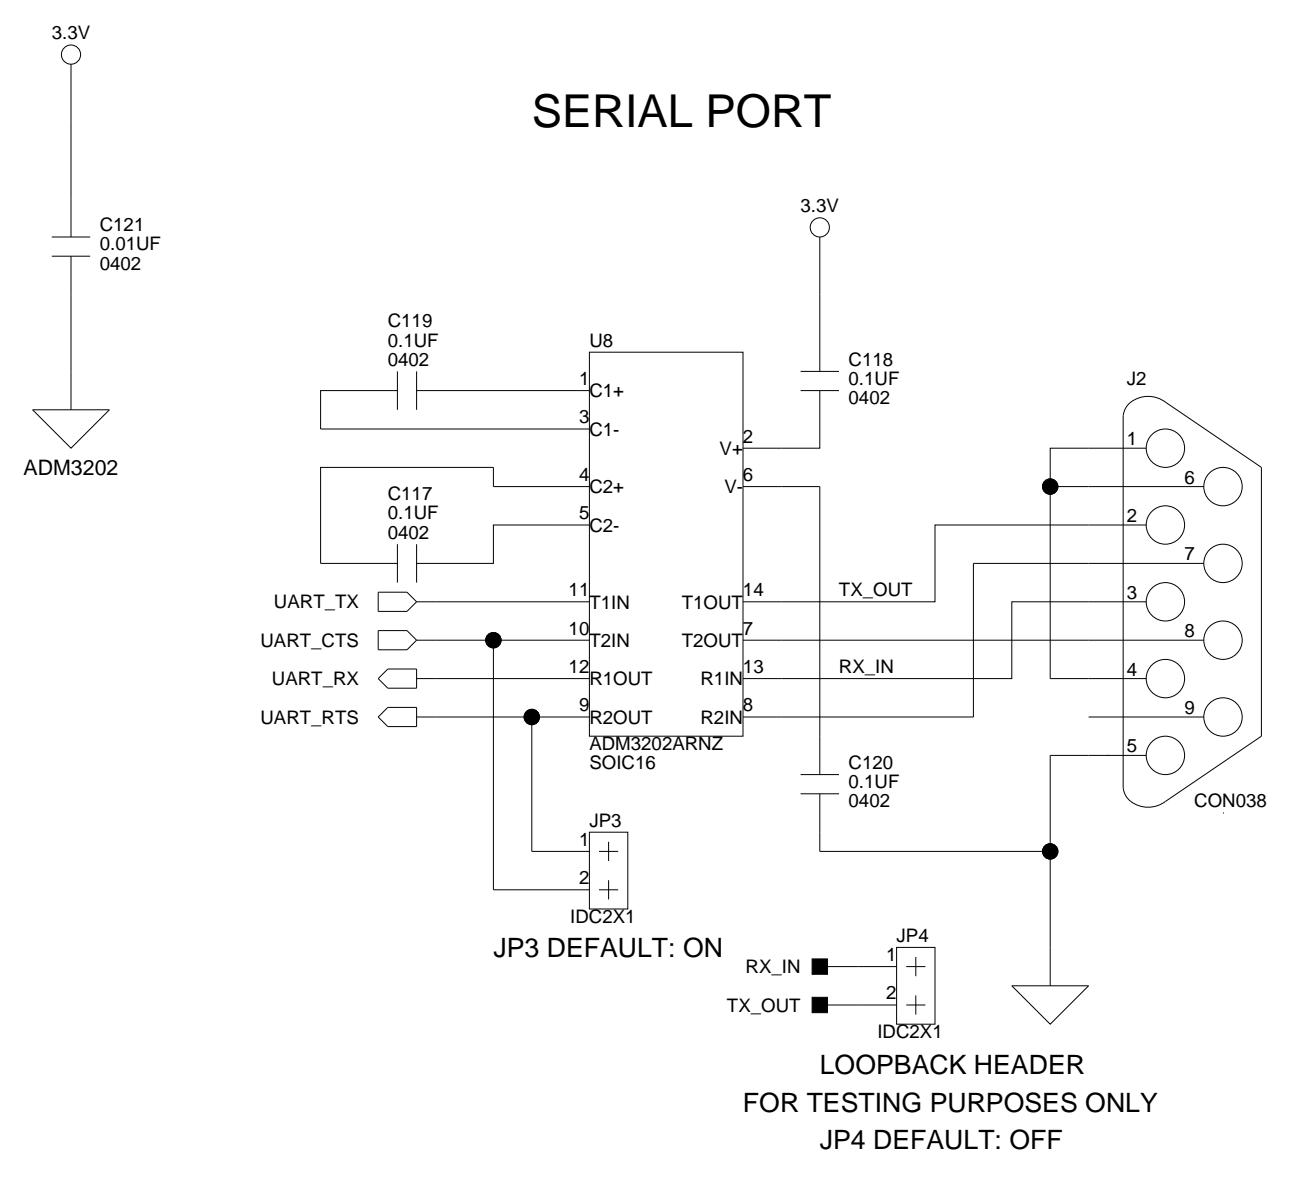 3.3V
SERIAL PORT
3.3V
C121
0.01UF
0402
ADM3202
C119
0.1UF
0402
C117
0.1UF
0402
U8
1 C1+
3 C1-
4 C2+
5 C2-
V+ 2
V- 6
C118
0.1UF
0402
UART_TX 11 T1IN T1OUT 14 TX_OUT
UART_CTS 10 T2IN T2OUT 7
UART_RX 12 R1OUT R1IN 13 RX_IN
UART_RTS 9 R2OUT R2IN 8
ADM3202ARNZ
SOIC16
C120
0.1UF
0402
J2
1
6
2
7
3
8
4
9
5
CON038
JP3
1
2
IDC2X1
JP3 DEFAULT: ON
JP4
RX_IN 1
TX_OUT 2
IDC2X1
LOOPBACK HEADER
FOR TESTING PURPOSES ONLY
JP4 DEFAULT: OFF